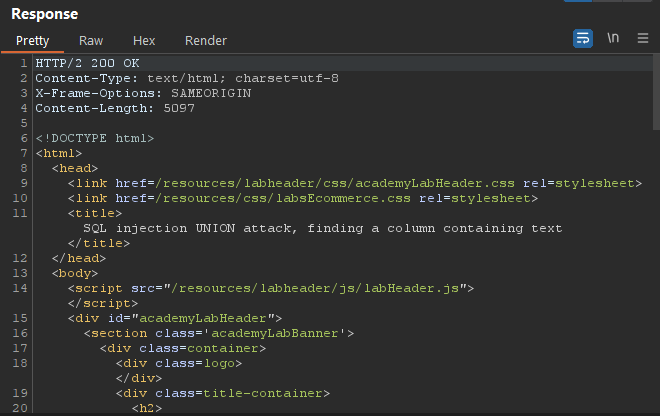 Response
Pretty Raw Hex Render \n
1 HTTP/2 200 OK
2 Content-Type: text/html; charset=utf-8
3 X-Frame-Options: SAMEORIGIN
4 Content-Length: 5097
5
6 <!DOCTYPE html>
7 <html>
8 <head>
9 <link href=/resources/labheader/css/academyLabHeader.css rel=stylesheet>
10 <link href=/resources/css/labsEcommerce.css rel=stylesheet>
11 <title>
SQL injection UNION attack, finding a column containing text
</title>
12 </head>
13 <body>
14 <script src="/resources/labheader/js/labHeader.js">
</script>
15 <div id="academyLabHeader">
16 <section class='academyLabBanner'>
17 <div class=container>
18 <div class=logo>
</div>
19 <div class=title-container>
20 <h2>